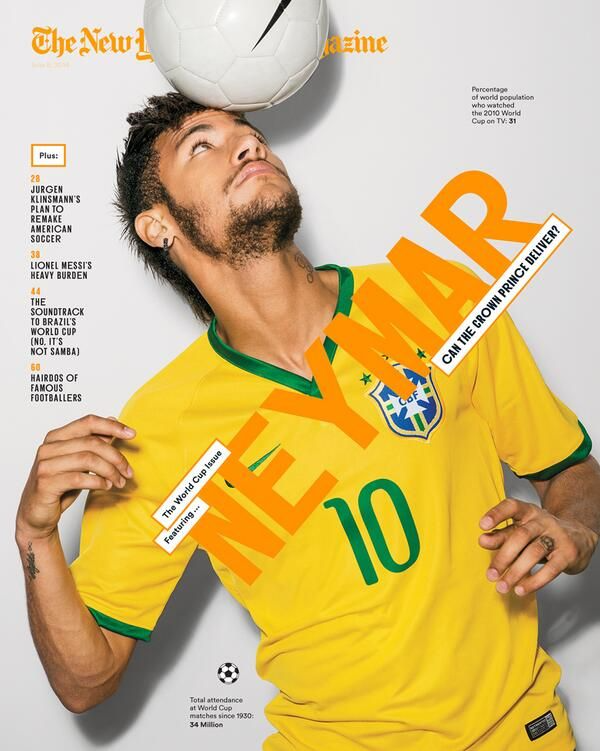 The New
azine
Percentage
of world population
who watched
the 2010 World
Cup on TV: 31
Plus:
28
JURGEN
KLINSMANN'S
PLAN TO
REMAKE
AMERICAN
SOCCER
38
LIONEL MESSI'S
HEAVY BURDEN
44
THE
SOUNDTRACK
TO BRAZIL'S
WORLD CUP
(NO, IT'S
NOT SAMBA)
60
HAIRDOS OF
FAMOUS
FOOTBALLERS
The World Cup Issue
Featuring...
NEYMAR
CAN THE CROWN PRINCE DELIVER?
CBF
10
Total attendance
at World Cup
matches since 1930:
34 Million